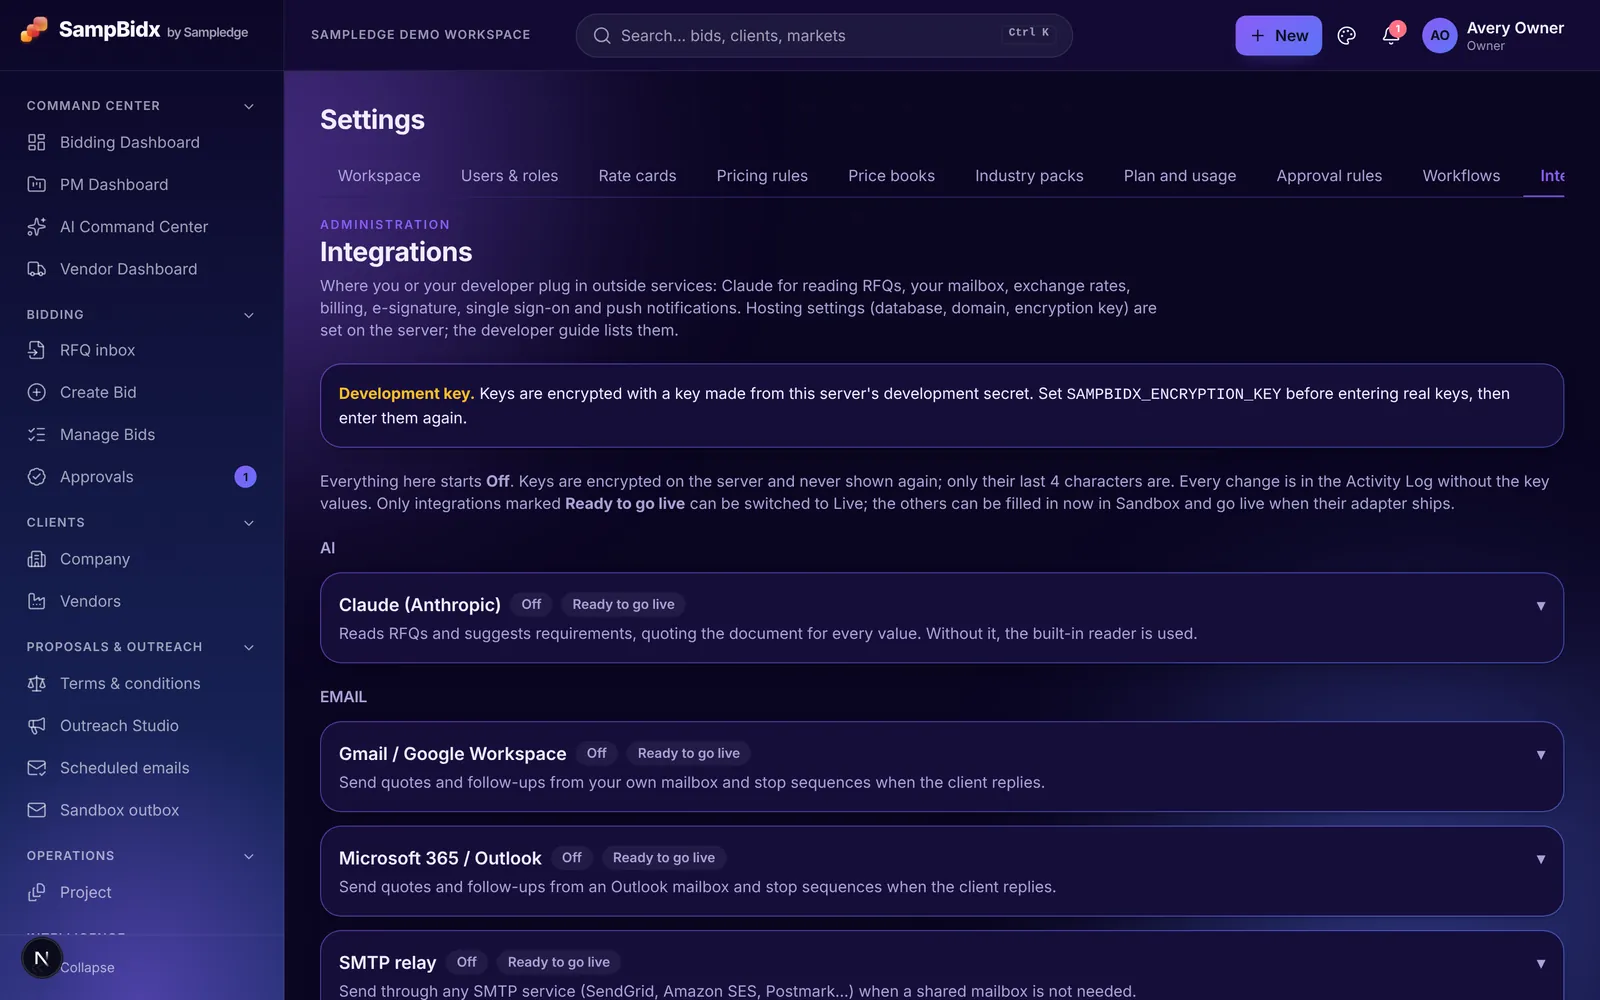 SampBidx by Sampledge
SAMPLEDGE DEMO WORKSPACE
Search... bids, clients, markets
Ctrl K
+ New
1
AO
Avery Owner
Owner
COMMAND CENTER
Bidding Dashboard
PM Dashboard
AI Command Center
Vendor Dashboard
BIDDING
RFQ inbox
Create Bid
Manage Bids
Approvals
1
CLIENTS
Company
Vendors
PROPOSALS & OUTREACH
Terms & conditions
Outreach Studio
Scheduled emails
Sandbox outbox
OPERATIONS
Project
N
Collapse
Settings
Workspace
Users & roles
Rate cards
Pricing rules
Price books
Industry packs
Plan and usage
Approval rules
Workflows
Inte
ADMINISTRATION
Integrations
Where you or your developer plug in outside services: Claude for reading RFQs, your mailbox, exchange rates,
billing, e-signature, single sign-on and push notifications. Hosting settings (database, domain, encryption key) are
set on the server; the developer guide lists them.
Development key. Keys are encrypted with a key made from this server's development secret. Set SAMPBIDX_ENCRYPTION_KEY before entering real keys, then
enter them again.
Everything here starts Off. Keys are encrypted on the server and never shown again; only their last 4 characters are. Every change is in the Activity Log without the key
values. Only integrations marked Ready to go live can be switched to Live; the others can be filled in now in Sandbox and go live when their adapter ships.
AI
Claude (Anthropic) Off Ready to go live
Reads RFQs and suggests requirements, quoting the document for every value. Without it, the built-in reader is used.
EMAIL
Gmail / Google Workspace Off Ready to go live
Send quotes and follow-ups from your own mailbox and stop sequences when the client replies.
Microsoft 365 / Outlook Off Ready to go live
Send quotes and follow-ups from an Outlook mailbox and stop sequences when the client replies.
SMTP relay Off Ready to go live
Send through any SMTP service (SendGrid, Amazon SES, Postmark...) when a shared mailbox is not needed.